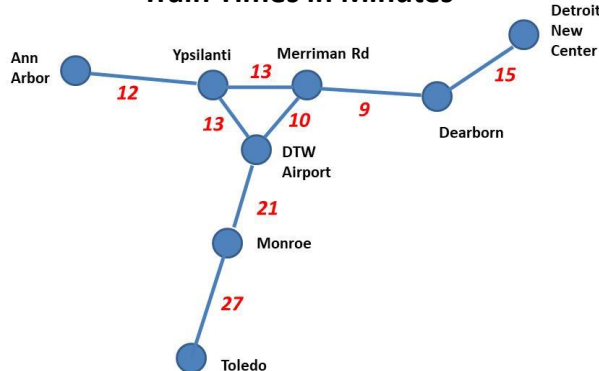 Train Times in Minutes
Detroit
New
Center
Ypsilanti
Merriman Rd
Ann
Arbor
13
12
15
13
10
9
Dearborn
DTW
Airport
21
Monroe
27
Toledo